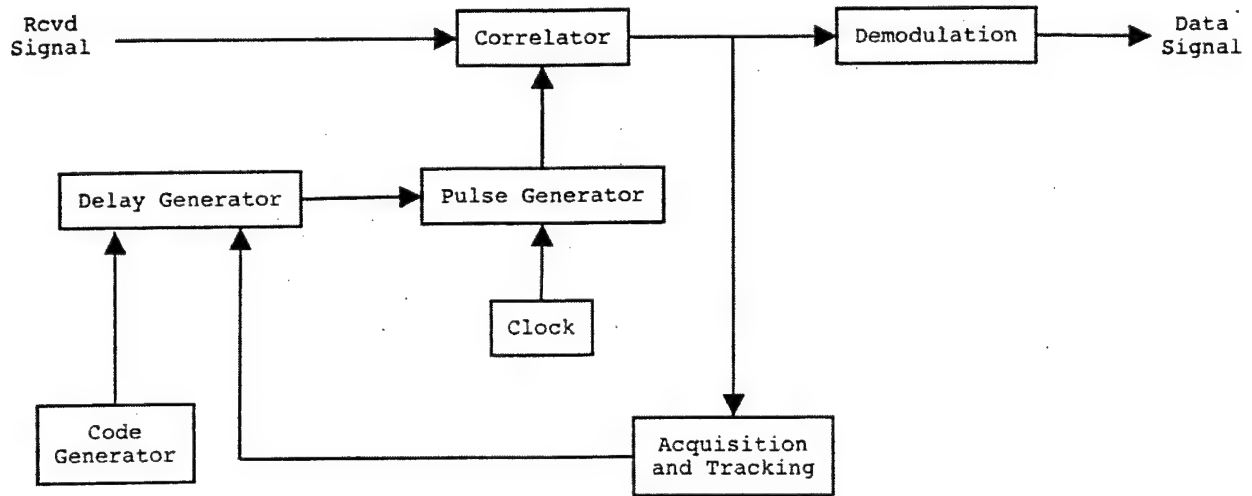 Rcvd
Signal
Correlator
Demodulation
Data
Signal
Delay Generator
Pulse Generator
Clock
Code
Generator
Acquisition
and Tracking